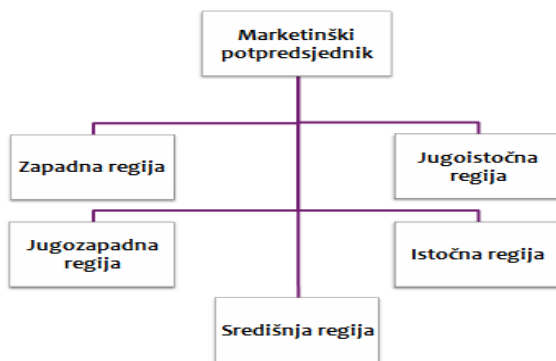 Marketinški
potpredsjednik
Zapadna regija
Jugoistočna
regija
Jugozapadna
regija
Istočna regija
Središnja regija